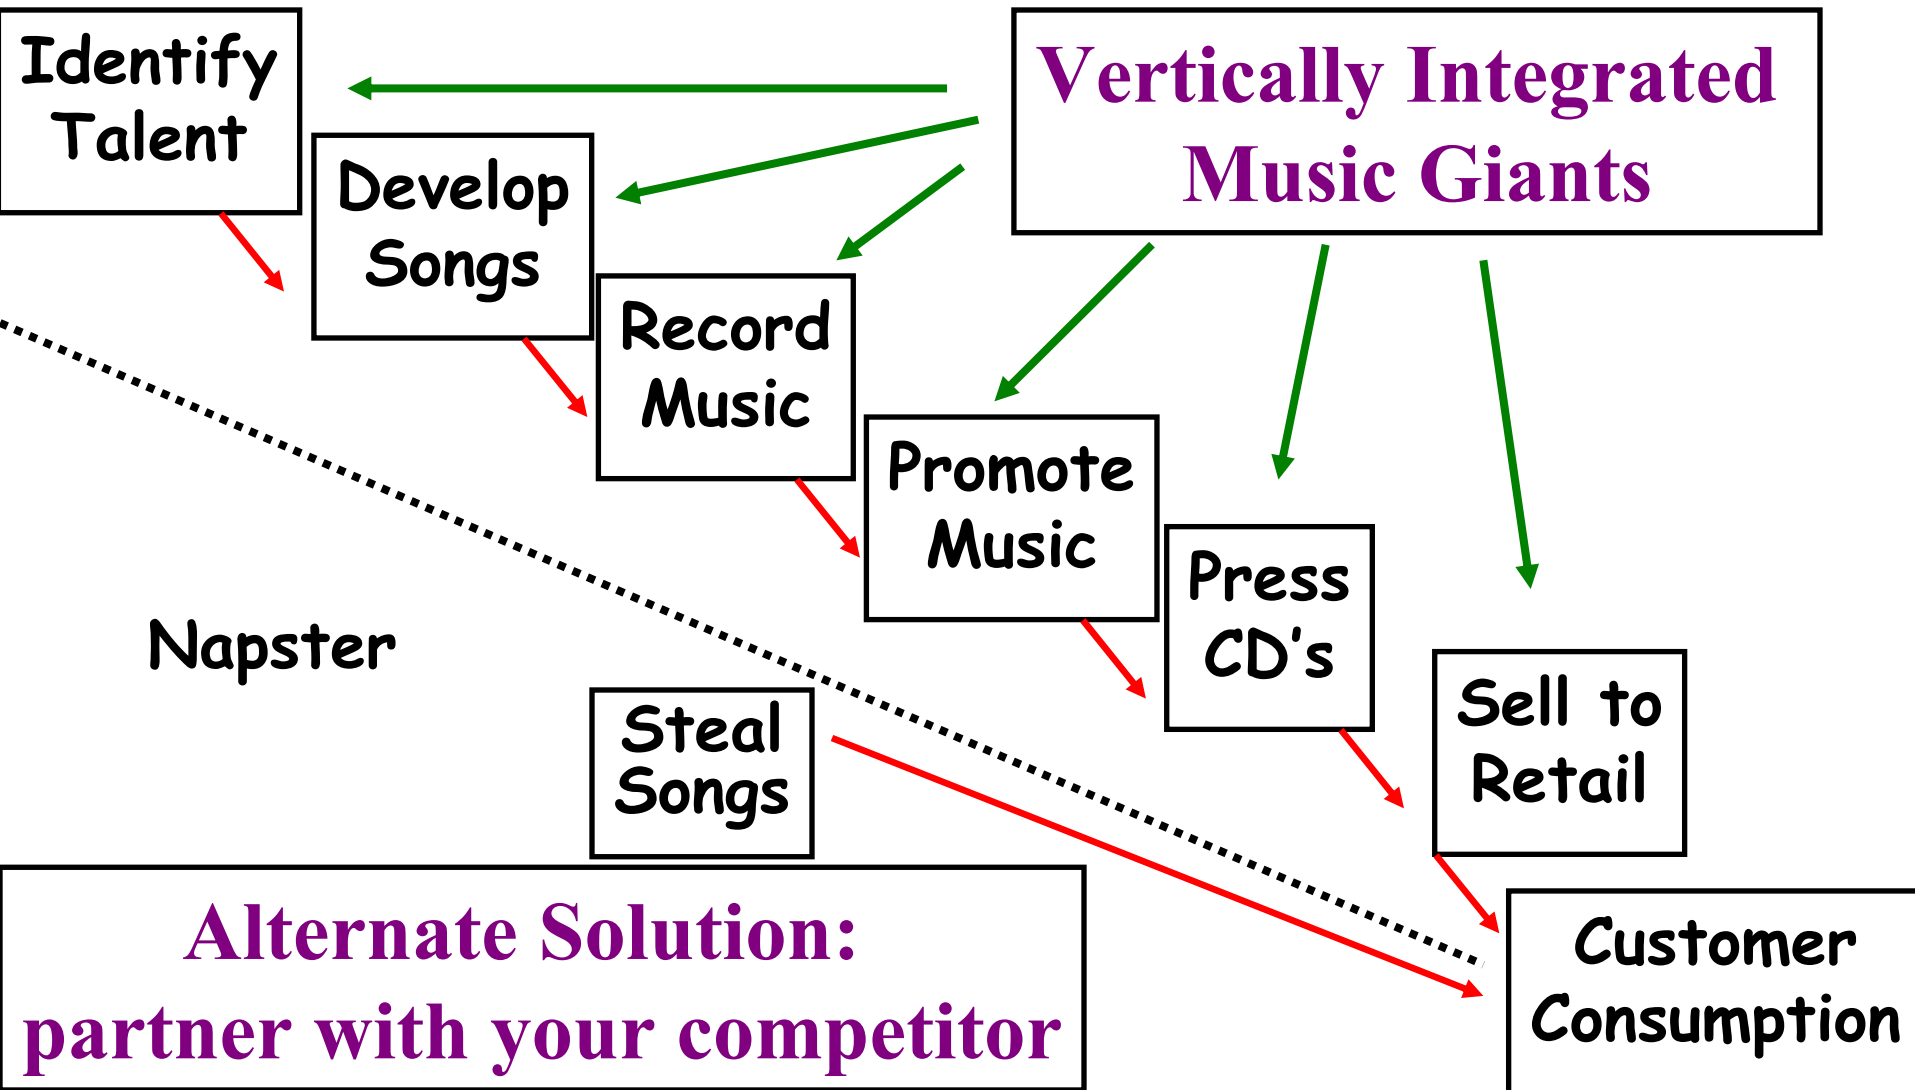 Identify
Talent
Vertically Integrated
Music Giants
Develop
Songs
Record
Music
Promote
Music
Press
CD's
Napster
Sell to
Retail
Steal
Songs
Alternate Solution:
partner with your competitor
Customer
Consumption